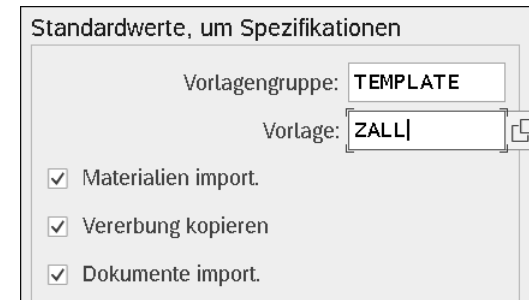 Standardwerte, um Spezifikationen
Vorlagengruppe: TEMPLATE
Vorlage: ZALL
Materialien import.
Vererbung kopieren
Dokumente import.